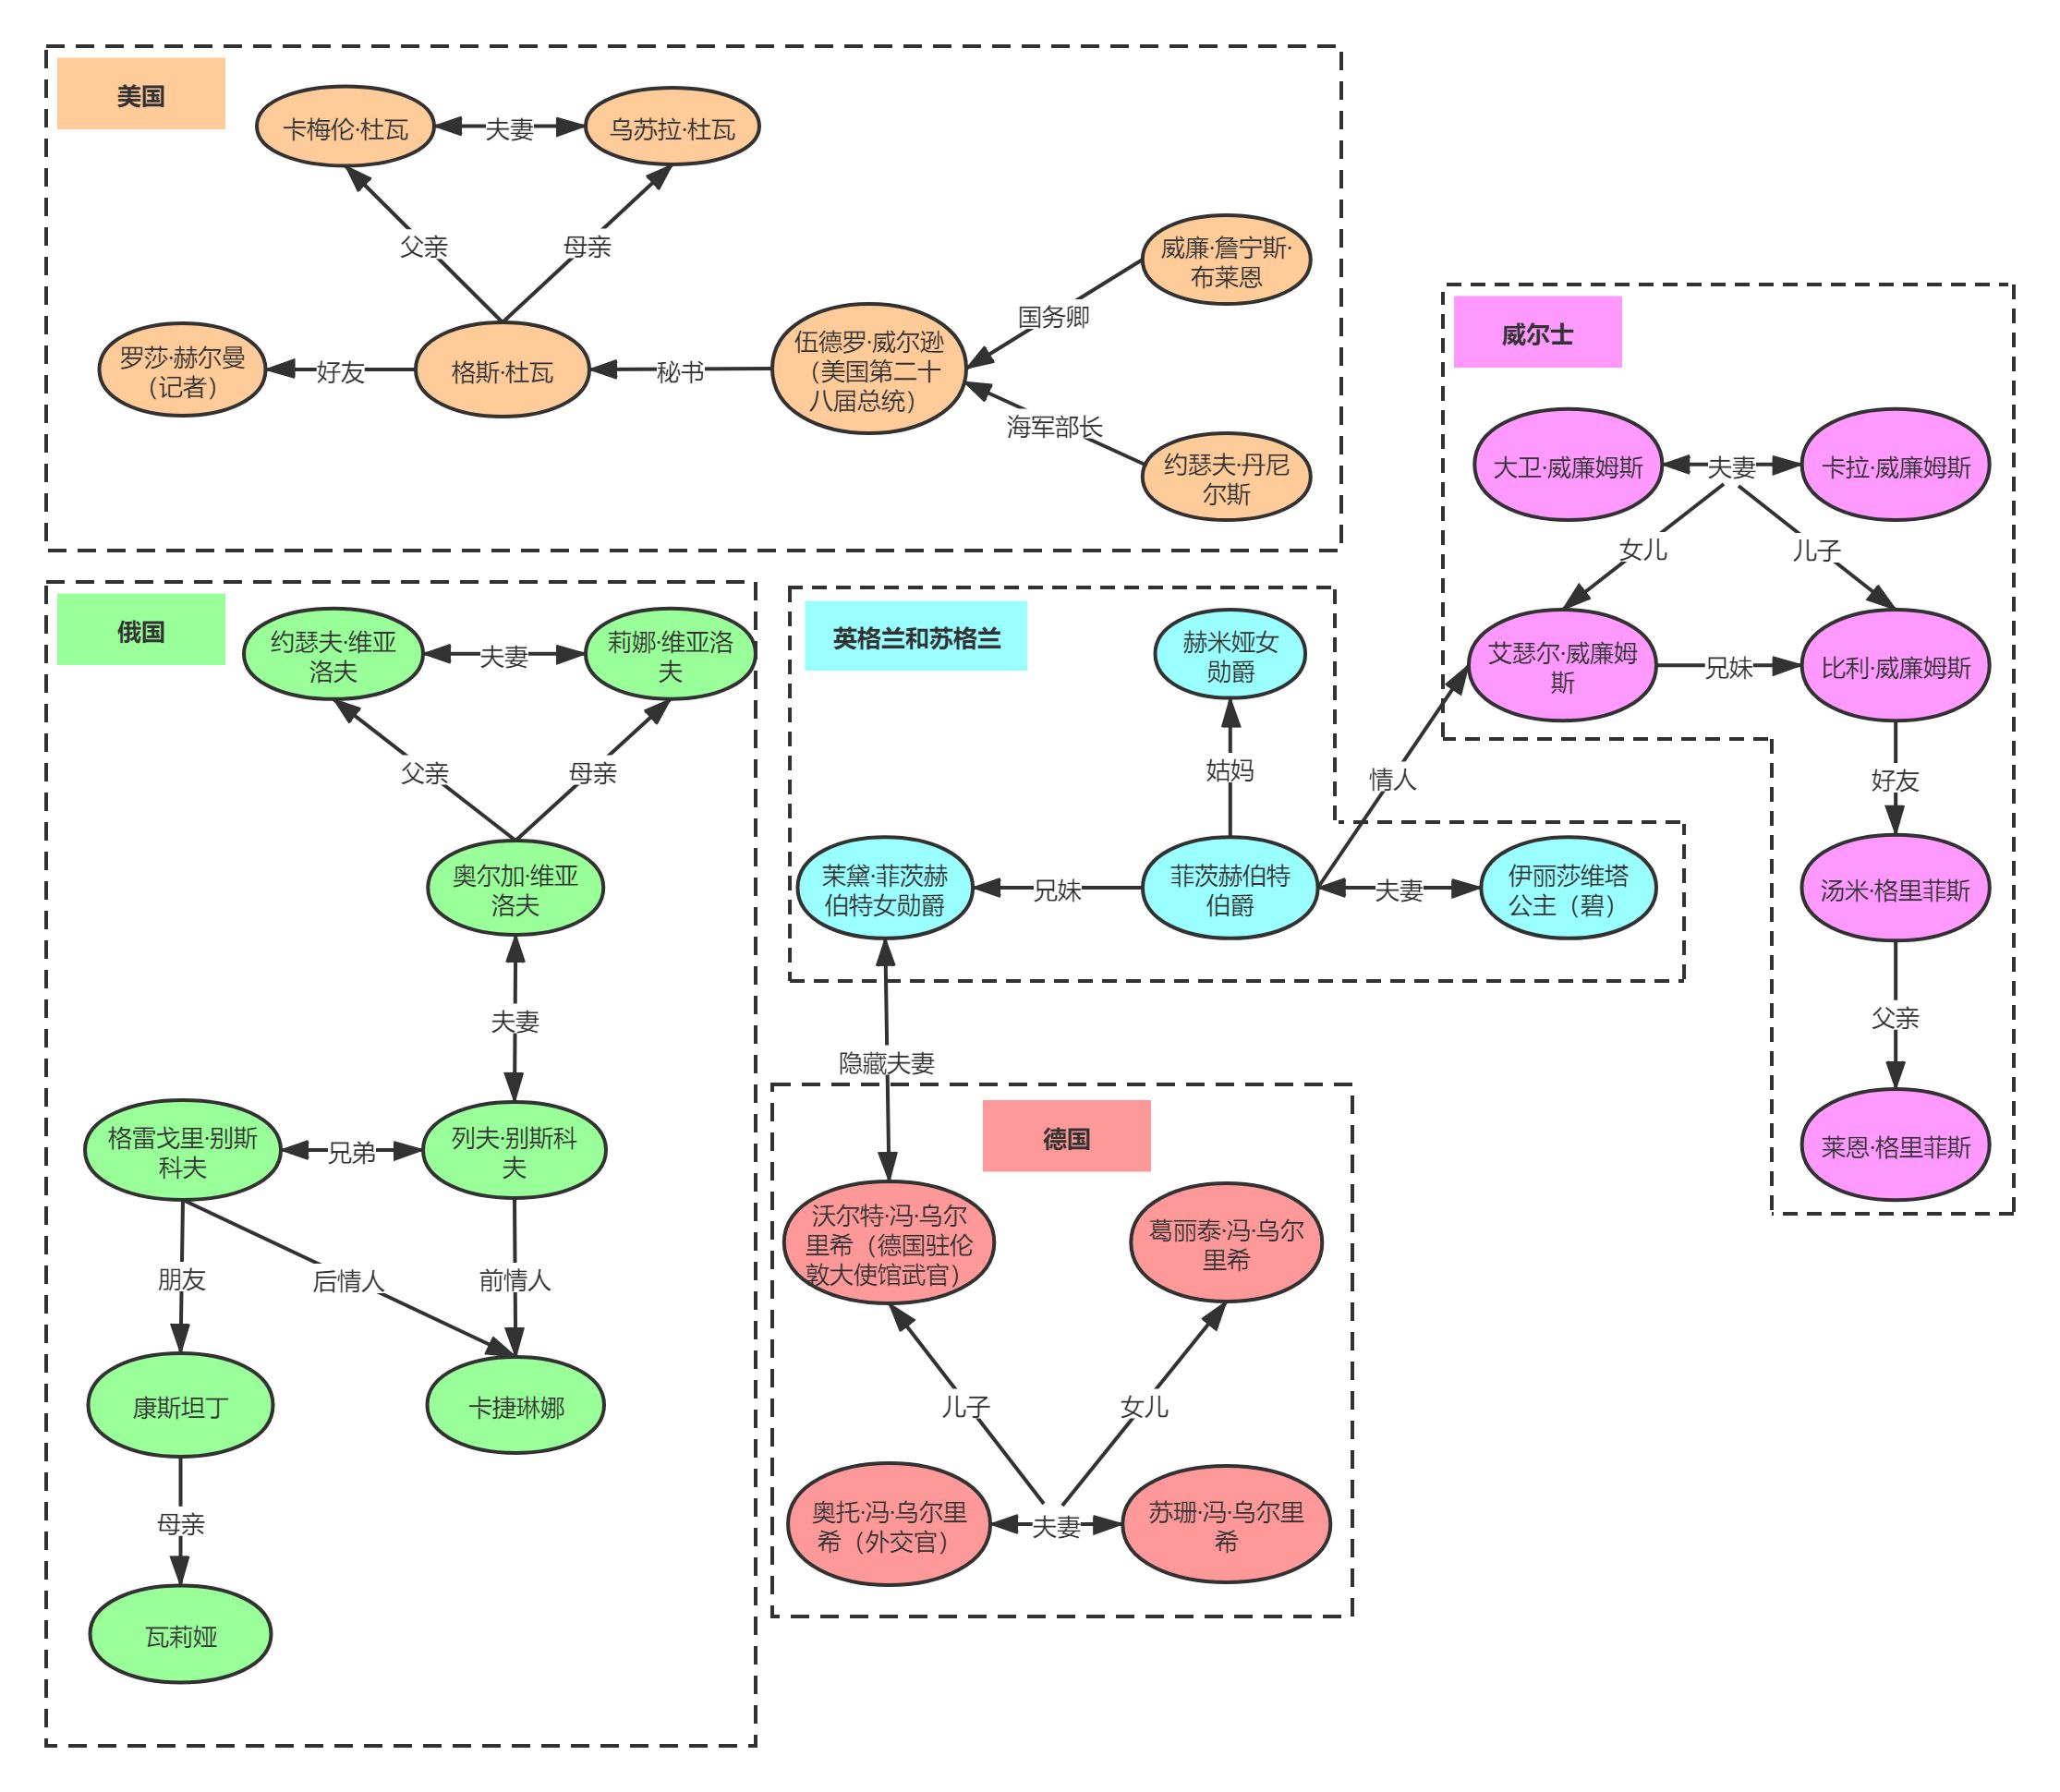 美国
卡梅伦·杜瓦
夫妻
乌苏拉·杜瓦
父亲
母亲
威廉·詹宁斯·
布莱恩
国务卿
罗莎·赫尔曼
（记者）
好友
格斯·杜瓦
秘书
伍德罗·威尔逊
（美国第二十
八届总统）
海军部长
约瑟夫·丹尼
尔斯
威尔士
大卫·威廉姆斯
夫妻
卡拉·威廉姆斯
女儿
儿子
艾瑟尔·威廉姆
斯
兄妹
比利·威廉姆斯
好友
汤米·格里菲斯
父亲
莱恩·格里菲斯
俄国
约瑟夫·维亚
洛夫
夫妻
莉娜·维亚洛
夫
父亲
母亲
奥尔加·维亚
洛夫
夫妻
格雷戈里·别斯
科夫
兄弟
列夫·别斯科
夫
朋友
后情人
前情人
康斯坦丁
卡捷琳娜
母亲
瓦莉娅
英格兰和苏格兰
赫米娅女
勋爵
姑妈
情人
茉黛·菲茨赫
伯特女勋爵
兄妹
菲茨赫伯特
伯爵
夫妻
伊丽莎维塔
公主（碧）
隐藏夫妻
德国
沃尔特·冯·乌尔
里希（德国驻伦
敦大使馆武官）
葛丽泰·冯·乌尔
里希
儿子
女儿
奥托·冯·乌尔里
希（外交官）
夫妻
苏珊·冯·乌尔里
希